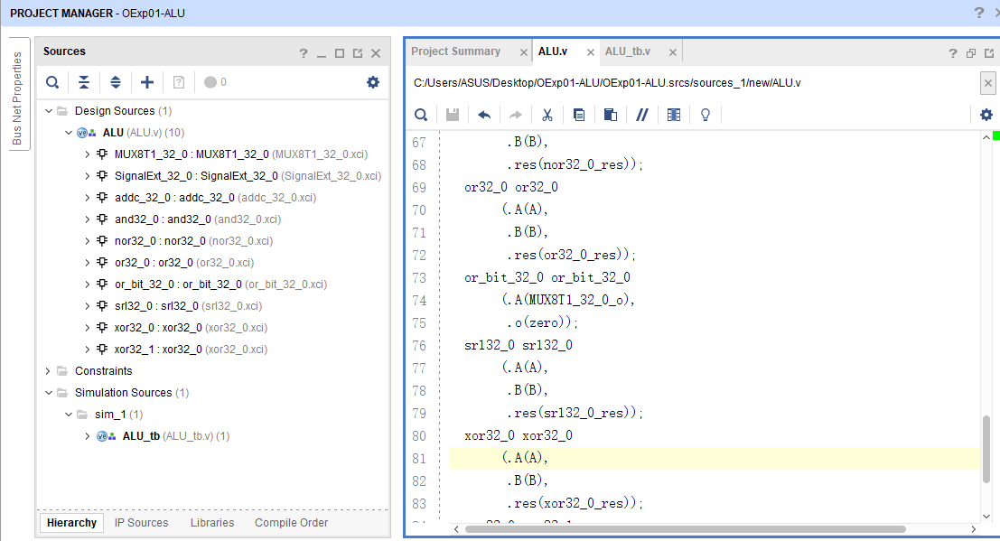 PROJECT MANAGER - OExp01-ALU
Bus Net Properties
Sources
0
Design Sources (1)
ALU (ALU.v) (10)
MUX8T1_32_0 : MUX8T1_32_0 (MUX8T1_32_0.xci)
SignalExt_32_0 : SignalExt_32_0 (SignalExt_32_0.xci)
addc_32_0 : addc_32_0 (addc_32_0.xci)
and32_0 : and32_0 (and32_0.xci)
nor32_0 : nor32_0 (nor32_0.xci)
or32_0 : or32_0 (or32_0.xci)
or_bit_32_0 : or_bit_32_0 (or_bit_32_0.xci)
srl32_0 : srl32_0 (srl32_0.xci)
xor32_0 : xor32_0 (xor32_0.xci)
xor32_1 : xor32_0 (xor32_0.xci)
Constraints
Simulation Sources (1)
sim_1 (1)
ALU_tb (ALU_tb.v) (1)
Hierarchy IP Sources Libraries Compile Order
Project Summary ALU.v ALU_tb.v
C:/Users/ASUS/Desktop/OExp01-ALU/OExp01-ALU.srcs/sources_1/new/ALU.v
67 .B(B),
68 .res(nor32_0_res));
69 or32_0 or32_0
70 (.A(A),
71 .B(B),
72 .res(or32_0_res));
73 or_bit_32_0 or_bit_32_0
74 (.A(MUX8T1_32_0_o),
75 .o(zero));
76 srl32_0 srl32_0
77 (.A(A),
78 .B(B),
79 .res(srl32_0_res));
80 xor32_0 xor32_0
81 (.A(A),
82 .B(B),
83 .res(xor32_0_res));